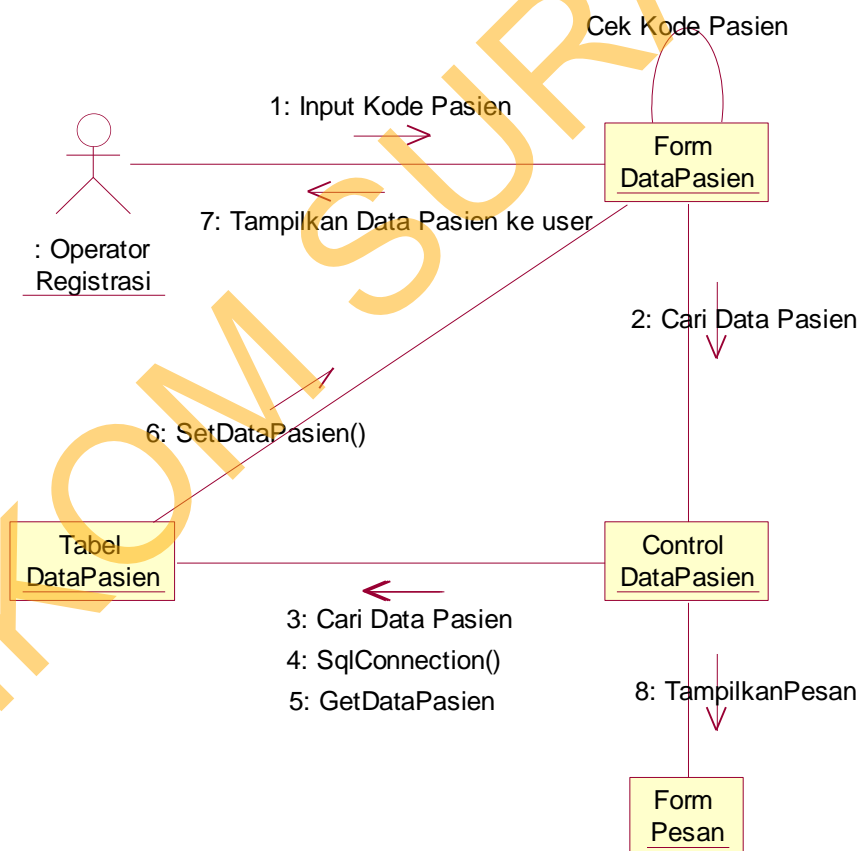 Cek Kode Pasien
1: Input Kode Pasien
Form
DataPasien
7: Tampilkan Data Pasien ke user
: Operator
Registrasi
2: Cari Data Pasien
6: SetDataPasien()
Tabel
DataPasien
Control
DataPasien
3: Cari Data Pasien
4: SqlConnection()
5: GetDataPasien
8: TampilkanPesan
Form
Pesan
KOM SURA